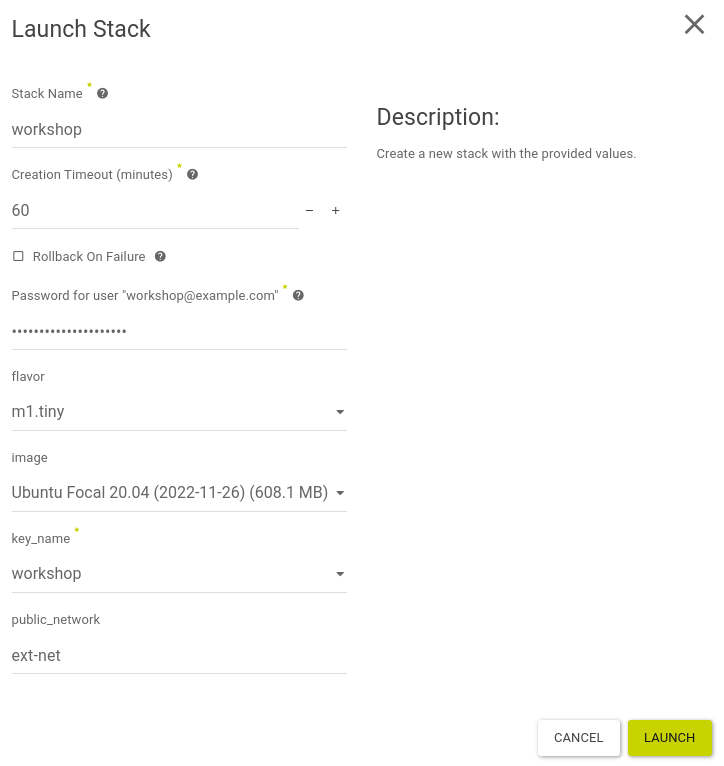 Launch Stack
Stack Name *
workshop
Creation Timeout (minutes) *
60
− +
Rollback On Failure
Password for user "workshop@example.com" *
•••••••••••••••••••••
flavor
m1.tiny
image
Ubuntu Focal 20.04 (2022-11-26) (608.1 MB)
key_name *
workshop
public_network
ext-net
Description:
Create a new stack with the provided values.
CANCEL
LAUNCH